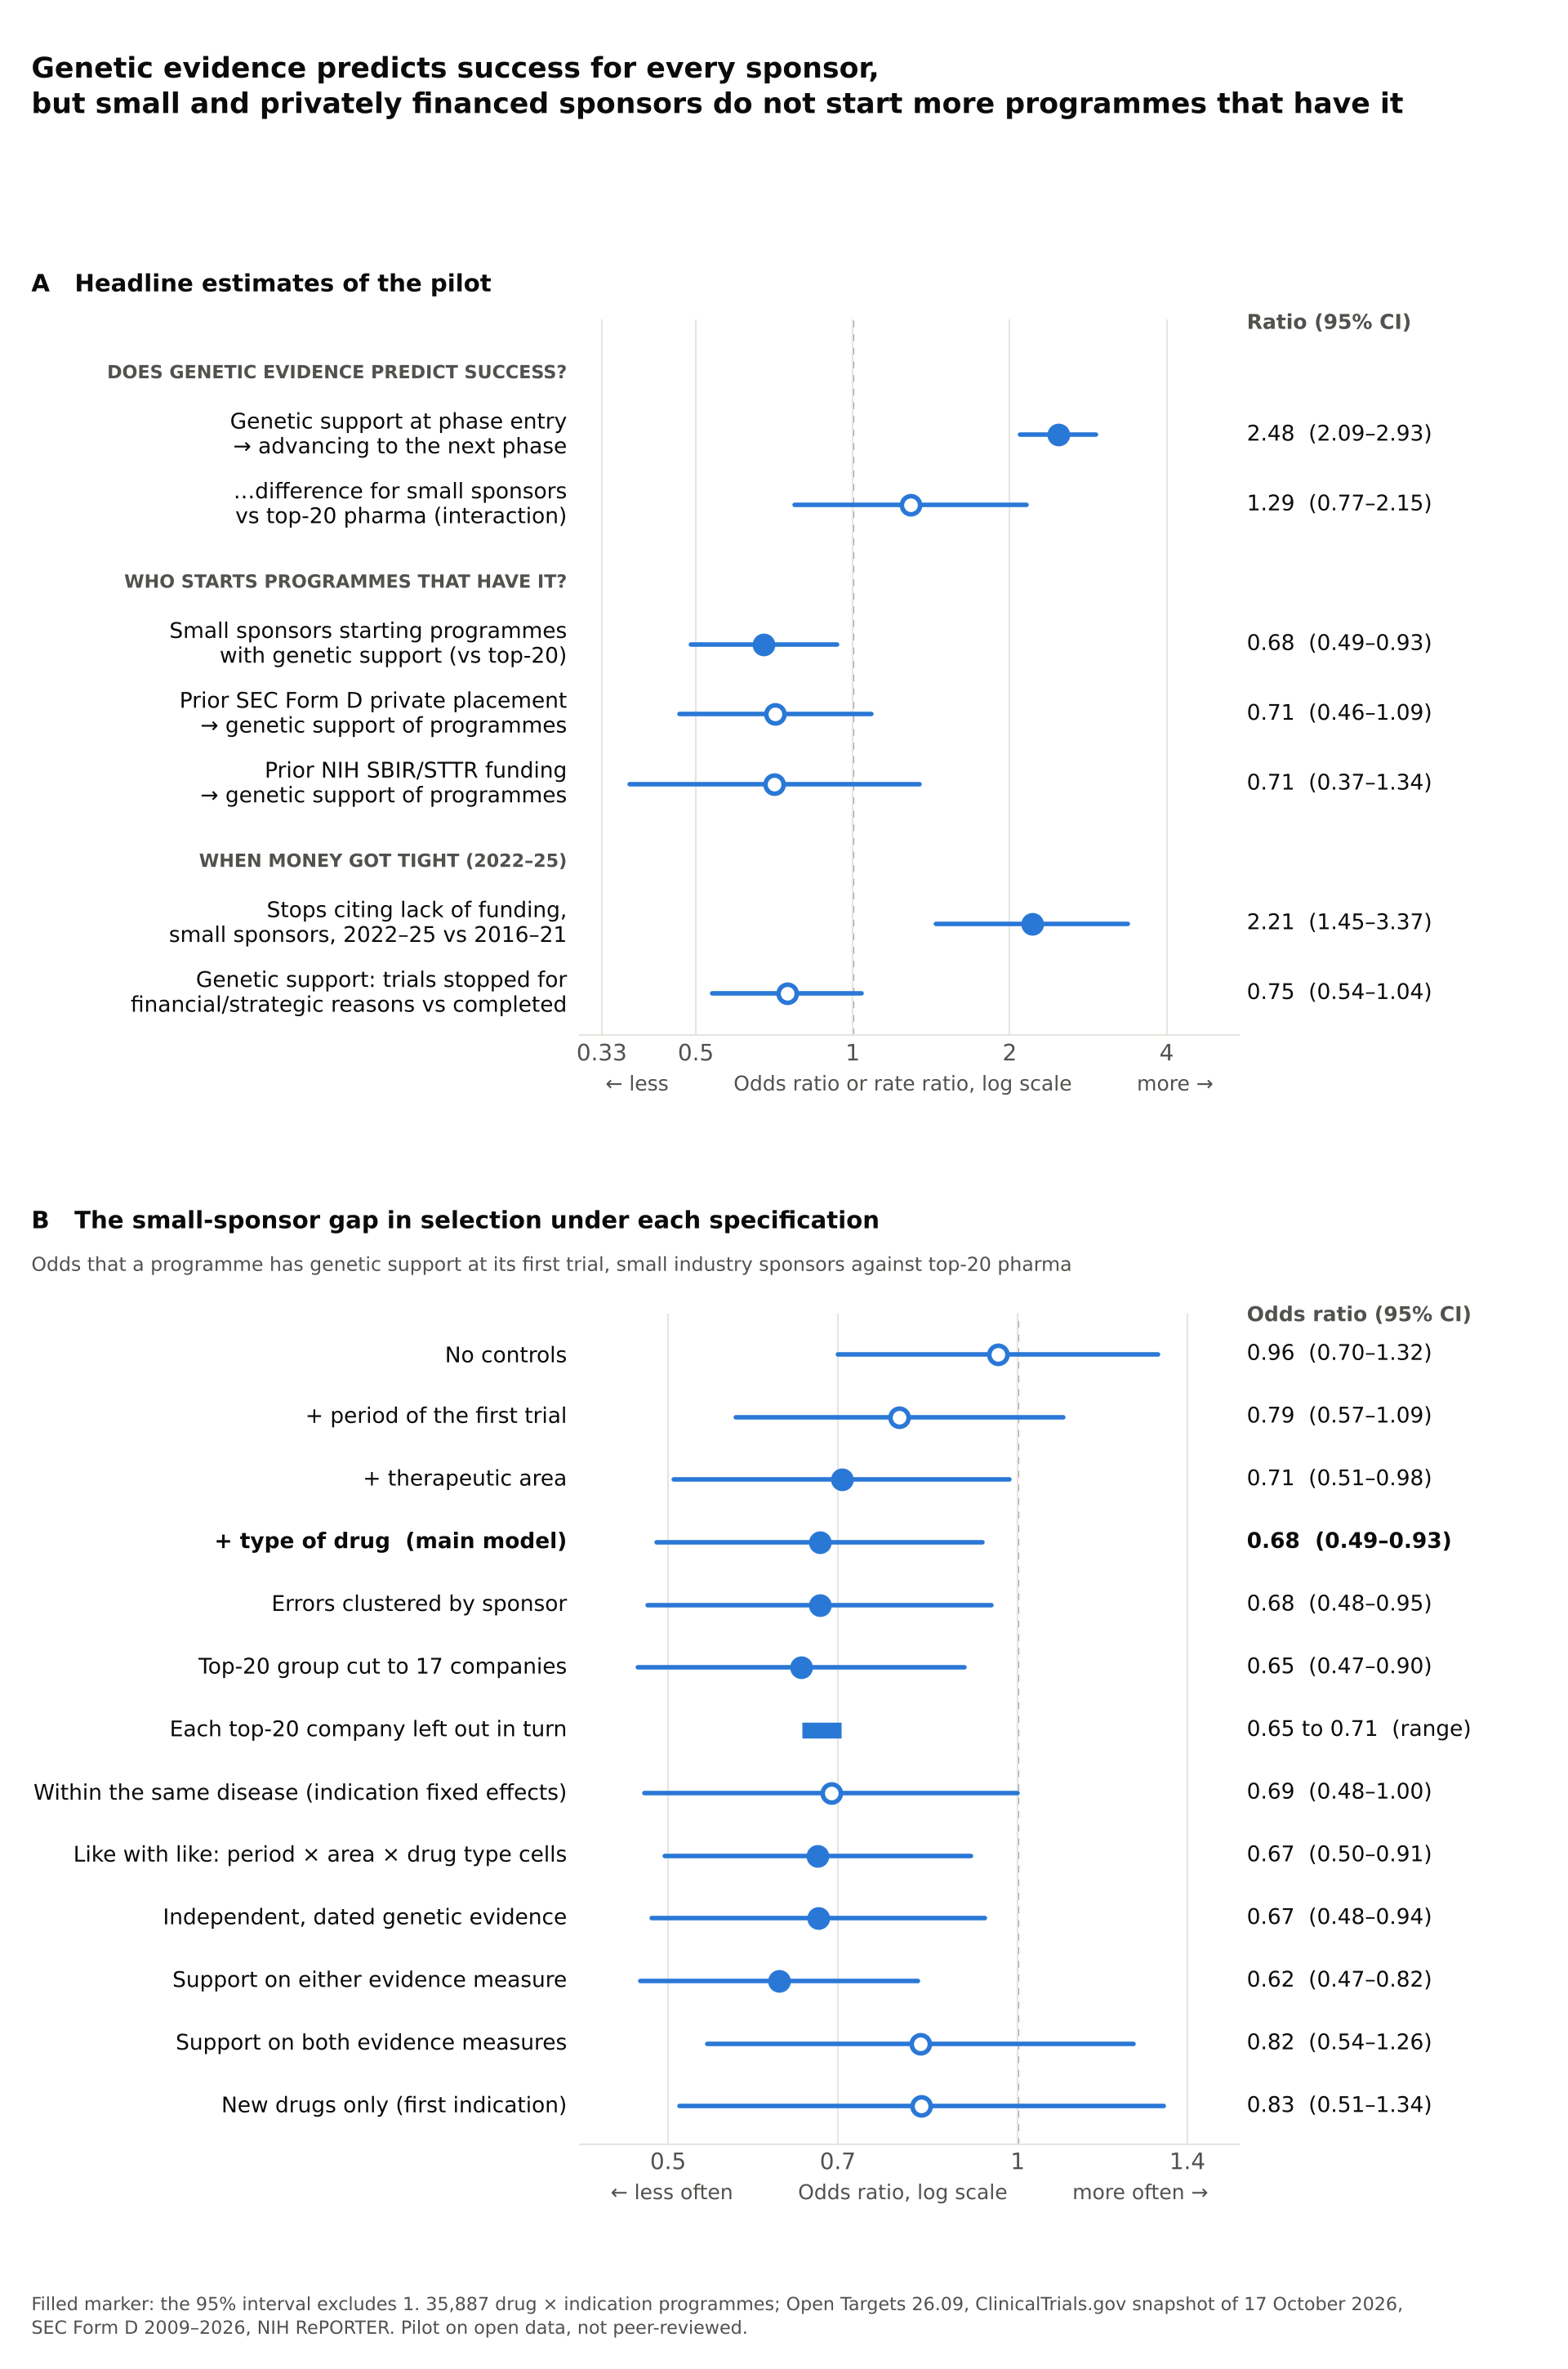 Genetic evidence predicts success for every sponsor,
but small and privately financed sponsors do not start more programmes that have it
A Headline estimates of the pilot
Ratio (95% CI)
DOES GENETIC EVIDENCE PREDICT SUCCESS?
Genetic support at phase entry
→ advancing to the next phase
2.48 (2.09–2.93)
…difference for small sponsors
vs top-20 pharma (interaction)
1.29 (0.77–2.15)
WHO STARTS PROGRAMMES THAT HAVE IT?
Small sponsors starting programmes
with genetic support (vs top-20)
0.68 (0.49–0.93)
Prior SEC Form D private placement
→ genetic support of programmes
0.71 (0.46–1.09)
Prior NIH SBIR/STTR funding
→ genetic support of programmes
0.71 (0.37–1.34)
WHEN MONEY GOT TIGHT (2022–25)
Stops citing lack of funding,
small sponsors, 2022–25 vs 2016–21
2.21 (1.45–3.37)
Genetic support: trials stopped for
financial/strategic reasons vs completed
0.75 (0.54–1.04)
0.33 0.5 1 2 4
← less Odds ratio or rate ratio, log scale more →
B The small-sponsor gap in selection under each specification
Odds that a programme has genetic support at its first trial, small industry sponsors against top-20 pharma
Odds ratio (95% CI)
No controls 0.96 (0.70–1.32)
+ period of the first trial 0.79 (0.57–1.09)
+ therapeutic area 0.71 (0.51–0.98)
+ type of drug (main model) 0.68 (0.49–0.93)
Errors clustered by sponsor 0.68 (0.48–0.95)
Top-20 group cut to 17 companies 0.65 (0.47–0.90)
Each top-20 company left out in turn 0.65 to 0.71 (range)
Within the same disease (indication fixed effects) 0.69 (0.48–1.00)
Like with like: period × area × drug type cells 0.67 (0.50–0.91)
Independent, dated genetic evidence 0.67 (0.48–0.94)
Support on either evidence measure 0.62 (0.47–0.82)
Support on both evidence measures 0.82 (0.54–1.26)
New drugs only (first indication) 0.83 (0.51–1.34)
0.5 0.7 1 1.4
← less often Odds ratio, log scale more often →
Filled marker: the 95% interval excludes 1. 35,887 drug × indication programmes; Open Targets 26.09, ClinicalTrials.gov snapshot of 17 October 2026,
SEC Form D 2009–2026, NIH RePORTER. Pilot on open data, not peer-reviewed.